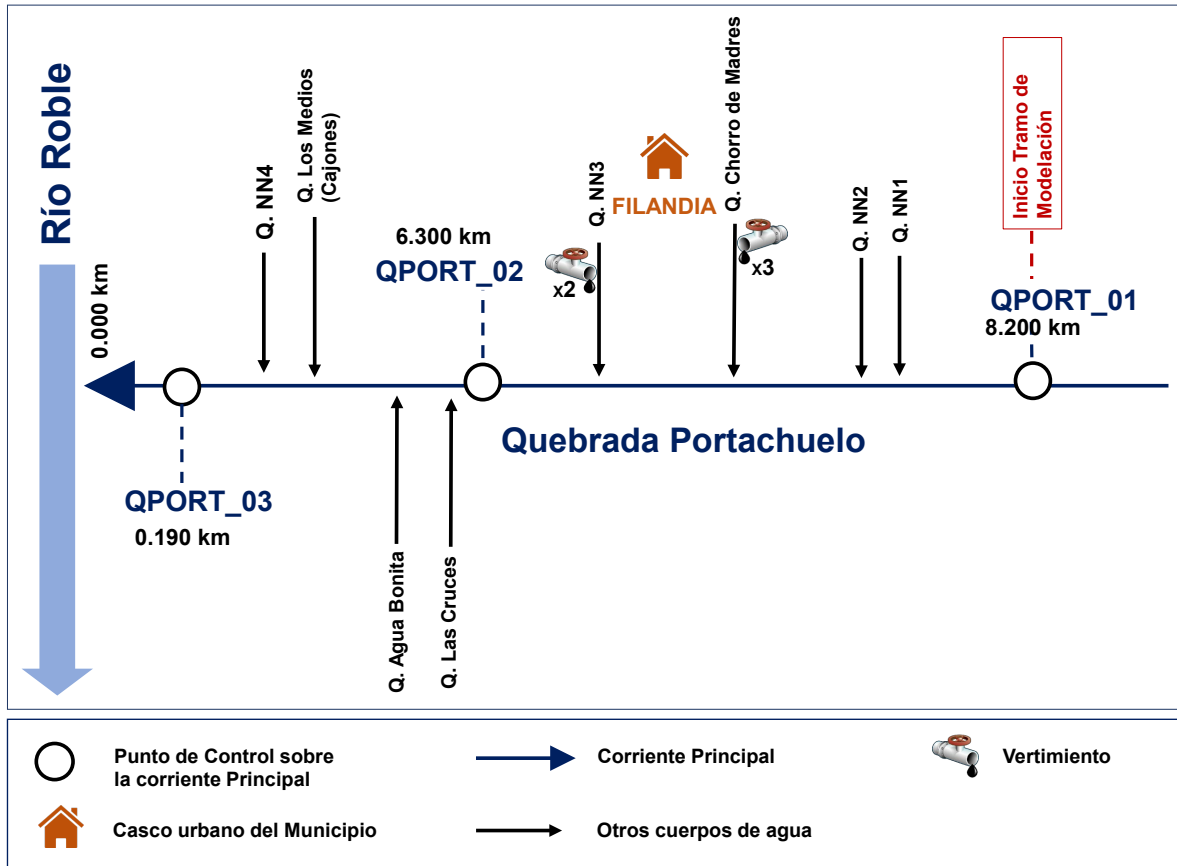 Río Roble
0.000 km
Q. NN4
Q. Los Medios
(Cajones)
6.300 km
QPORT_02
Q. NN3
x2
FILANDIA
Q. Chorro de Madres
x3
Q. NN2
Q. NN1
Inicio Tramo de
Modelación
QPORT_01
8.200 km
Quebrada Portachuelo
QPORT_03
0.190 km
Q. Agua Bonita
Q. Las Cruces
Punto de Control sobre
la corriente Principal
Corriente Principal
Vertimiento
Casco urbano del Municipio
Otros cuerpos de agua